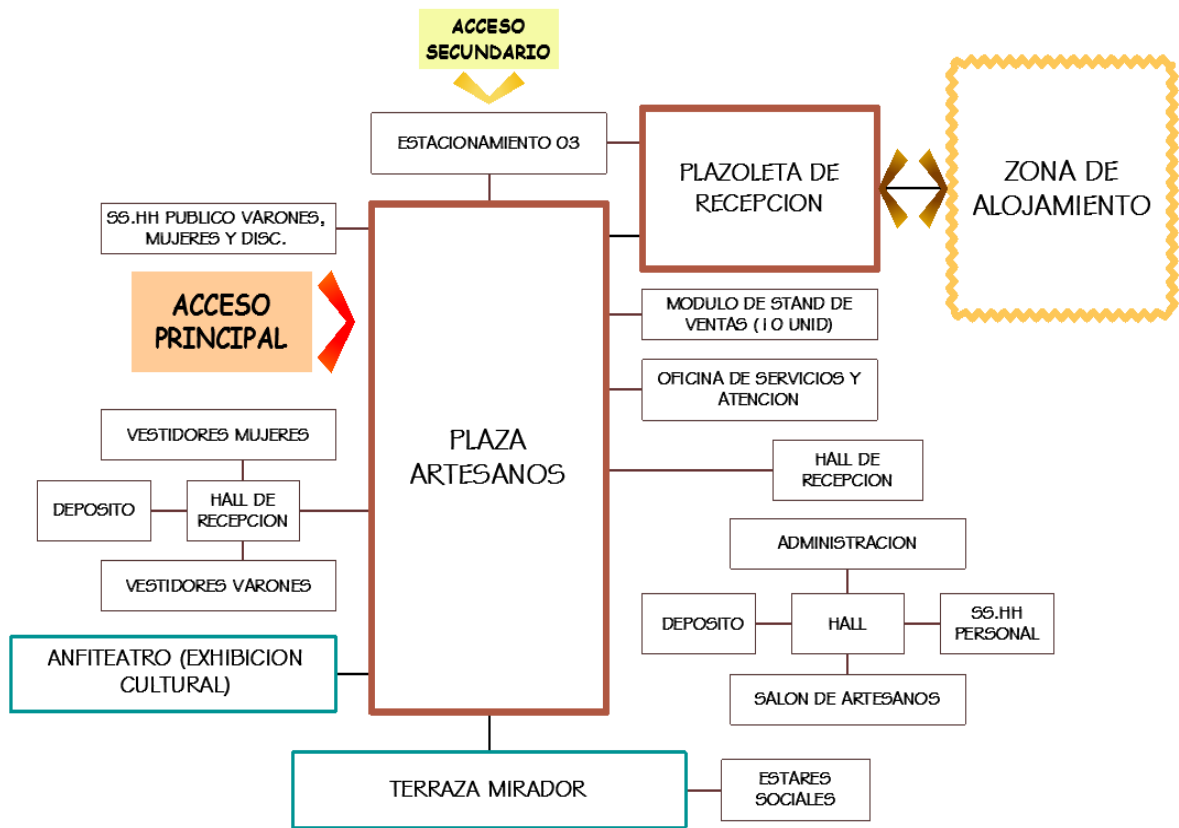 ACCESO
SECUNDARIO
ESTACIONAMIENTO 03
PLAZOLETA DE
RECEPCION
ZONA DE
ALOJAMIENTO
SS.HH PUBLICO VARONES,
MUJERES Y DISC.
ACCESO
PRINCIPAL
MODULO DE STAND DE
VENTAS (10 UNID)
OFICINA DE SERVICIOS Y
ATENCION
PLAZA
ARTESANOS
VESTIDORES MUJERES
DEPOSITO
HALL DE
RECEPCION
VESTIDORES VARONES
HALL DE
RECEPCION
ADMINISTRACION
DEPOSITO
HALL
SS.HH
PERSONAL
SALON DE ARTESANOS
ANFITEATRO (EXHIBICION
CULTURAL)
TERRAZA MIRADOR
ESTARES
SOCIALES